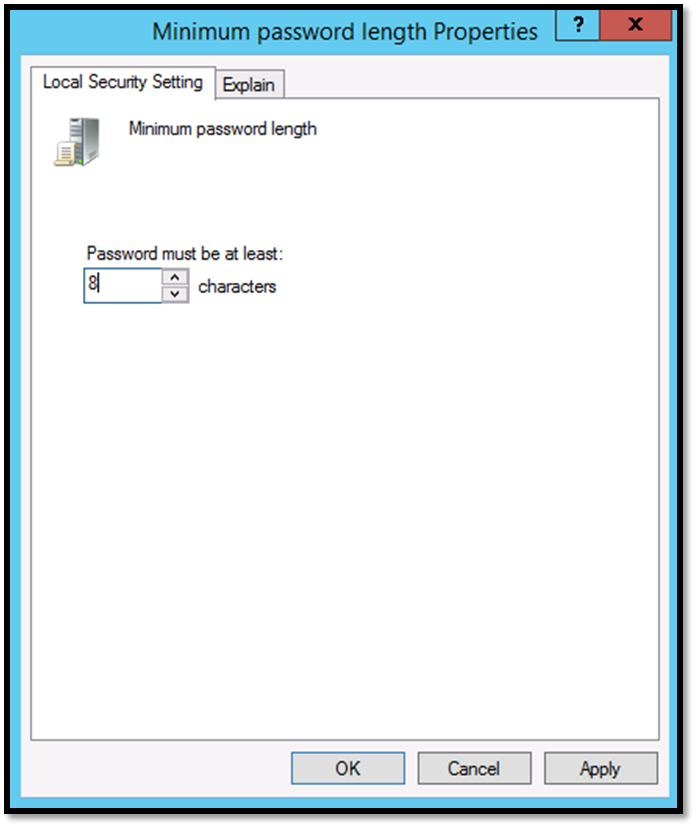 Minimum password length Properties
?
x
Local Security Setting
Explain
Minimum password length
Password must be at least:
8
characters
OK
Cancel
Apply